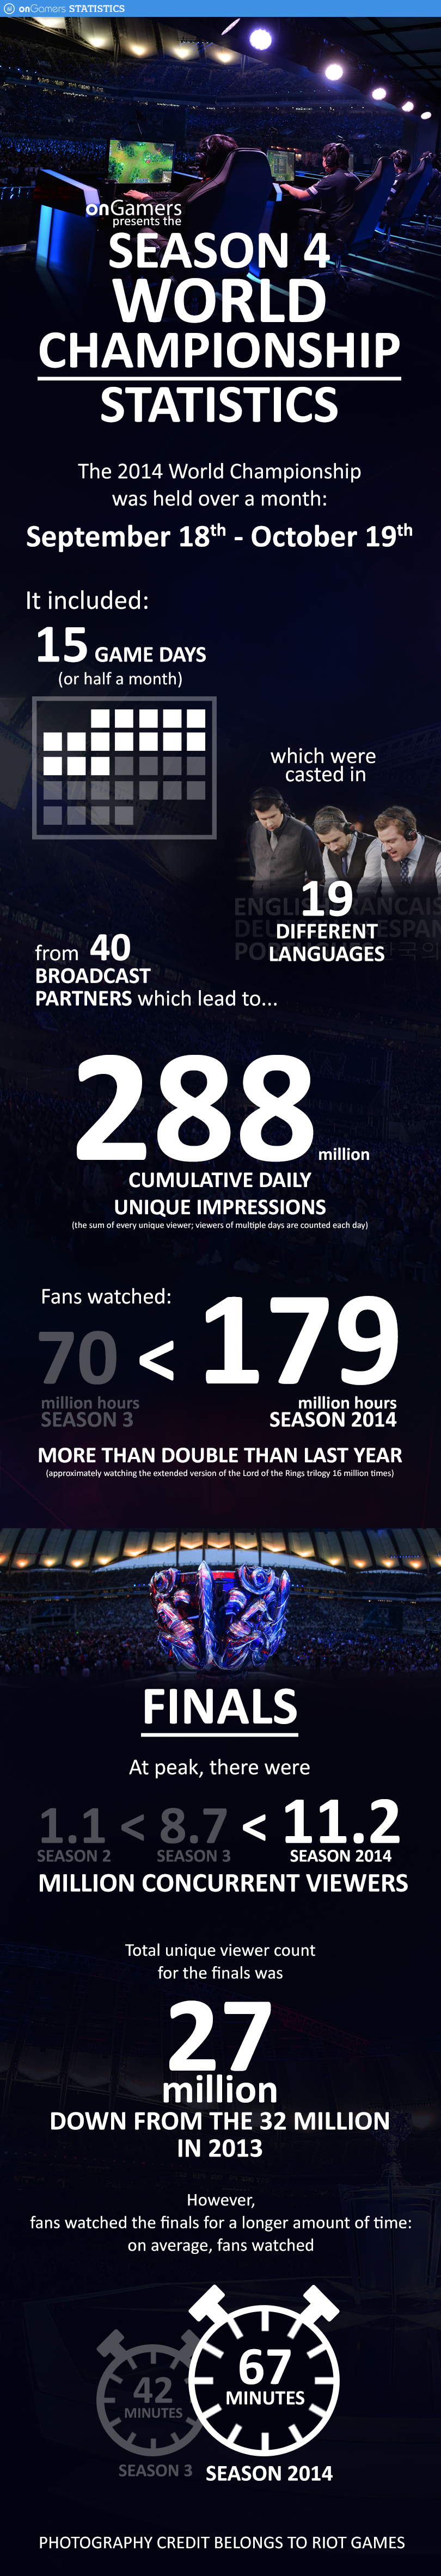 onGamers STATISTICS
onGamers
presents the
SEASON 4
WORLD
CHAMPIONSHIP
STATISTICS
The 2014 World Championship
was held over a month:
September 18th - October 19th
It included:
15 GAME DAYS
(or half a month)
which were
casted in
19
DIFFERENT
LANGUAGES
from 40
BROADCAST
PARTNERS which lead to...
288 million
CUMULATIVE DAILY
UNIQUE IMPRESSIONS
(the sum of every unique viewer; viewers of multiple days are counted each day)
Fans watched:
70 < 179
million hours million hours
SEASON 3 SEASON 2014
MORE THAN DOUBLE THAN LAST YEAR
(approximately watching the extended version of the Lord of the Rings trilogy 16 million times)
FINALS
At peak, there were
1.1 < 8.7 < 11.2
SEASON 2 SEASON 3 SEASON 2014
MILLION CONCURRENT VIEWERS
Total unique viewer count
for the finals was
27
million
DOWN FROM THE 32 MILLION
IN 2013
However,
fans watched the finals for a longer amount of time:
on average, fans watched
42 67
MINUTES MINUTES
SEASON 3 SEASON 2014
PHOTOGRAPHY CREDIT BELONGS TO RIOT GAMES